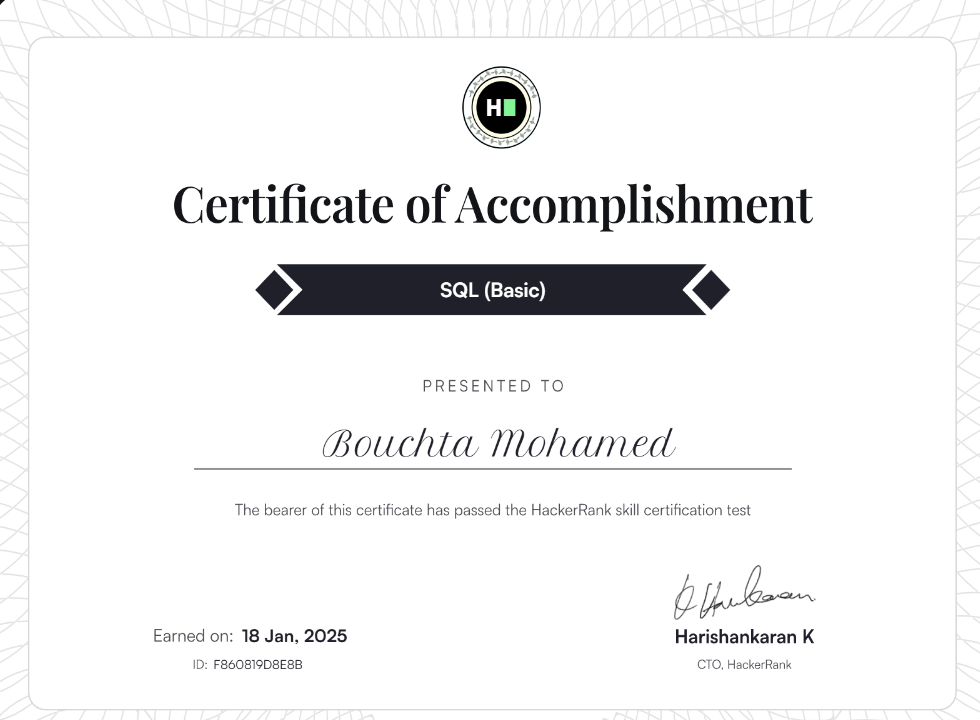 H
Certificate of Accomplishment
SQL (Basic)
PRESENTED TO
Bouchta Mohamed
The bearer of this certificate has passed the HackerRank skill certification test
Earned on: 18 Jan, 2025
ID: F860819D8E8B
Harishankaran K
CTO, HackerRank